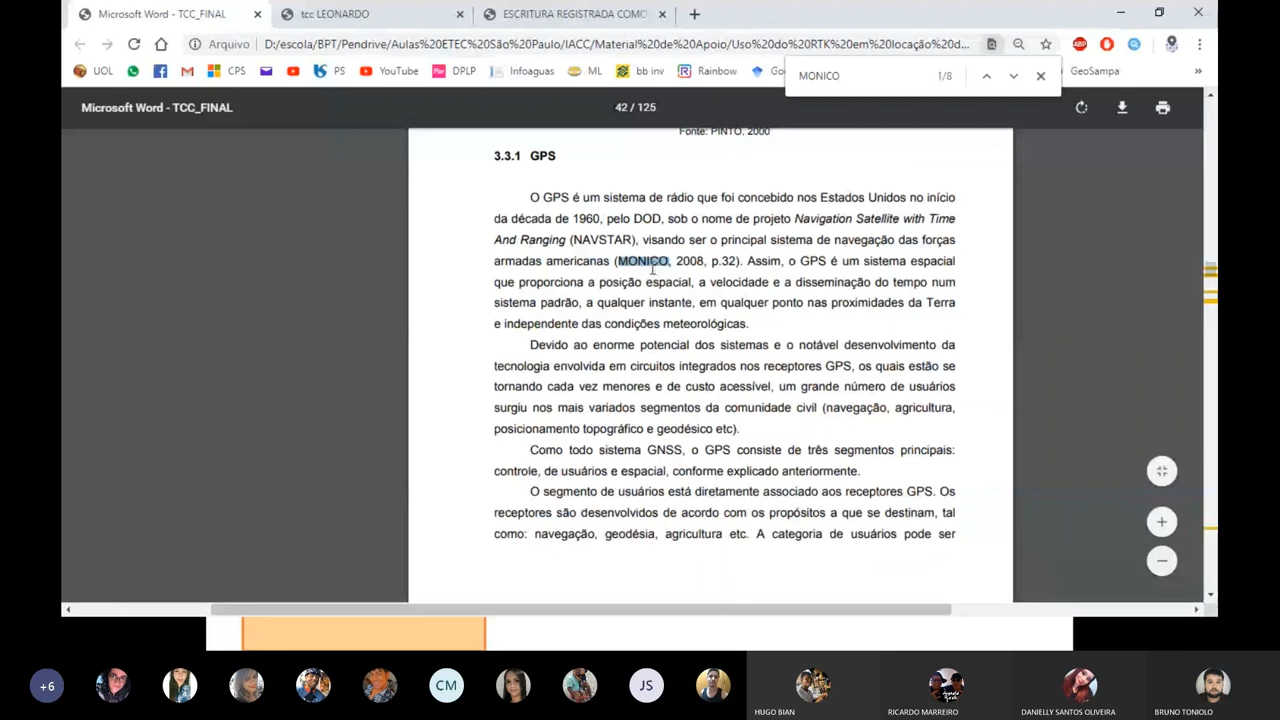 Microsoft Word - TCC_FINAL
tcc LEONARDO
ESCRITURA REGISTRADA COMO
Arquivo
D:/escola/BPT/Pendrive/Aulas%20ETEC%20São%20Paulo/IACC/Material%20de%20Apoio/Uso%20do%20RTK%20em%20locação%20d...
UOL
CPS
PS
YouTube
DPLP
Infoaguas
ML
bb inv
Rainbow
Go
GeoSampa
»
MONICO
1/8
Microsoft Word - TCC_FINAL
42 / 125
Fonte: PINTO, 2000
3.3.1 GPS
O GPS é um sistema de rádio que foi concebido nos Estados Unidos no início
da década de 1960, pelo DOD, sob o nome de projeto Navigation Satellite with Time
And Ranging (NAVSTAR), visando ser o principal sistema de navegação das forças
armadas americanas (MONICO, 2008, p.32). Assim, o GPS é um sistema espacial
que proporciona a posição espacial, a velocidade e a disseminação do tempo num
sistema padrão, a qualquer instante, em qualquer ponto nas proximidades da Terra
e independente das condições meteorológicas.
Devido ao enorme potencial dos sistemas e o notável desenvolvimento da
tecnologia envolvida em circuitos integrados nos receptores GPS, os quais estão se
tornando cada vez menores e de custo acessível, um grande número de usuários
surgiu nos mais variados segmentos da comunidade civil (navegação, agricultura,
posicionamento topográfico e geodésico etc).
Como todo sistema GNSS, o GPS consiste de três segmentos principais:
controle, de usuários e espacial, conforme explicado anteriormente.
O segmento de usuários está diretamente associado aos receptores GPS. Os
receptores são desenvolvidos de acordo com os propósitos a que se destinam, tal
como: navegação, geodésia, agricultura etc. A categoria de usuários pode ser
+6
CM
JS
HUGO BIAN
RICARDO MARREIRO
DANIELLY SANTOS OLIVEIRA
BRUNO TONIOLO